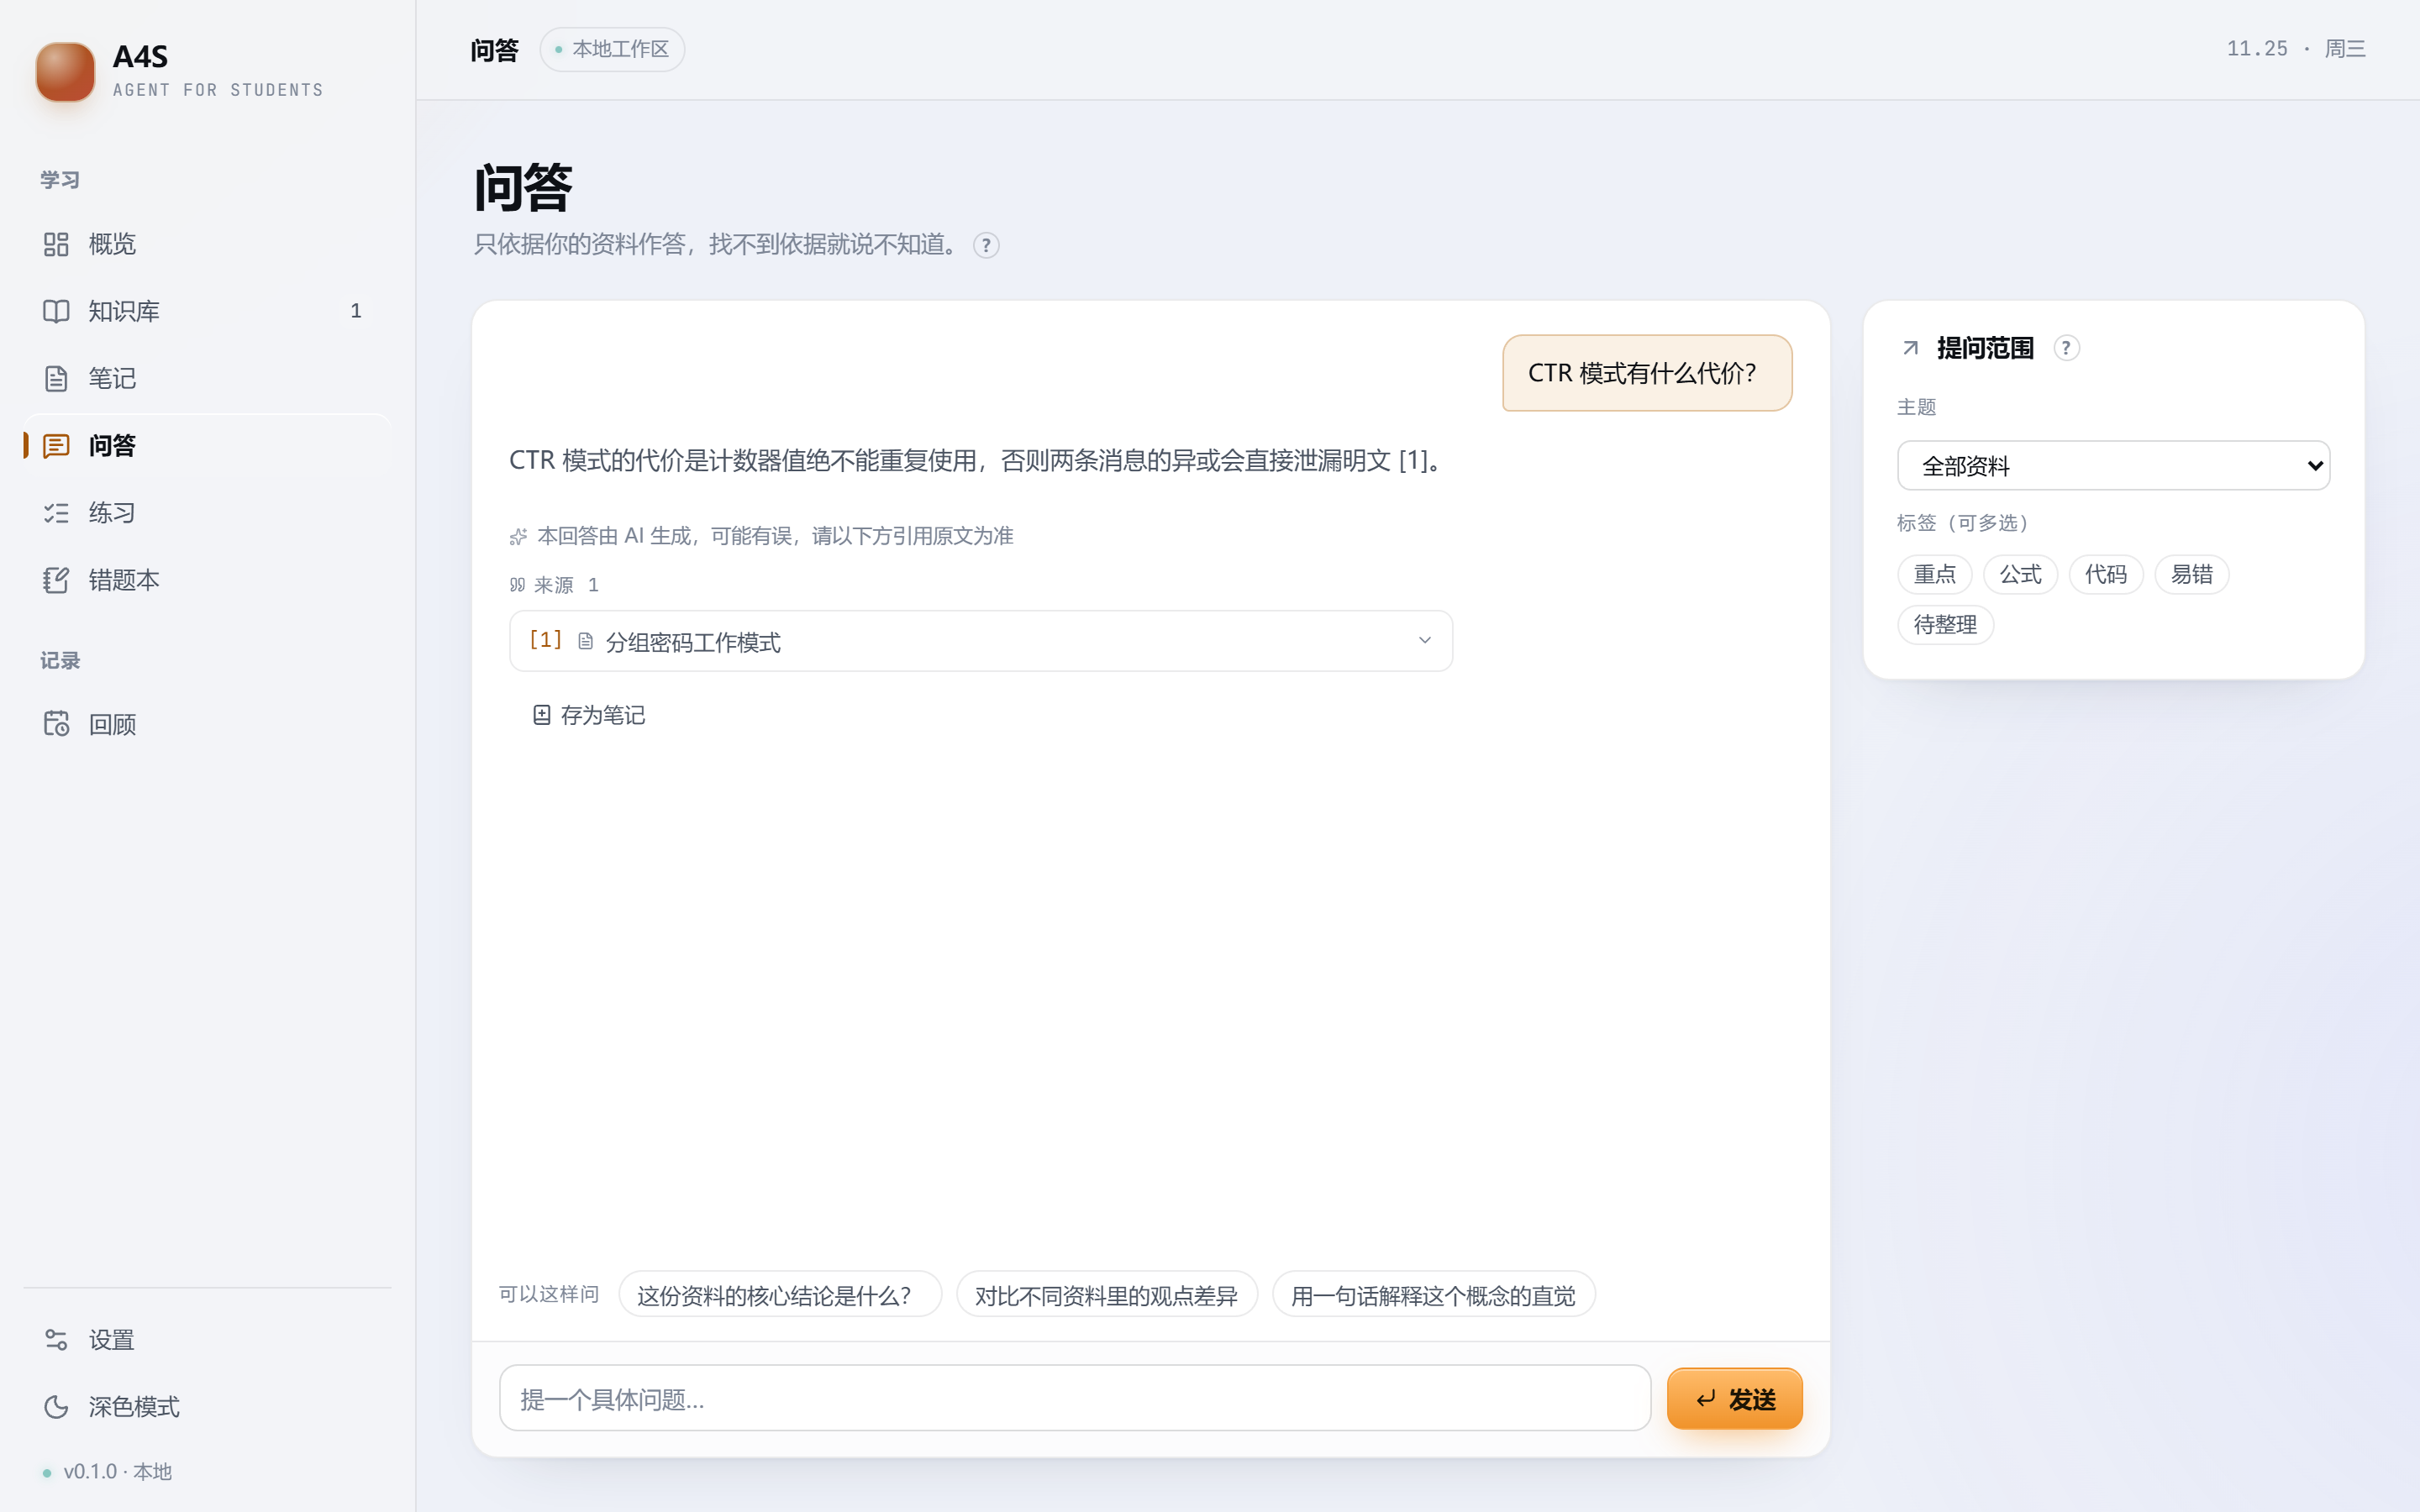 A4S
AGENT FOR STUDENTS
学习
概览
知识库 1
笔记
问答
练习
错题本
记录
回顾
设置
深色模式
v0.1.0 · 本地
问答 本地工作区
11.25 · 周三
问答
只依据你的资料作答，找不到依据就说不知道。 ?
CTR 模式有什么代价？
CTR 模式的代价是计数器值绝不能重复使用，否则两条消息的异或会直接泄漏明文 [1]。
本回答由 AI 生成，可能有误，请以下方引用原文为准
来源 1
[1] 分组密码工作模式
存为笔记
可以这样问 这份资料的核心结论是什么？ 对比不同资料里的观点差异 用一句话解释这个概念的直觉
提一个具体问题...
发送
提问范围 ?
主题
全部资料
标签（可多选）
重点 公式 代码 易错
待整理